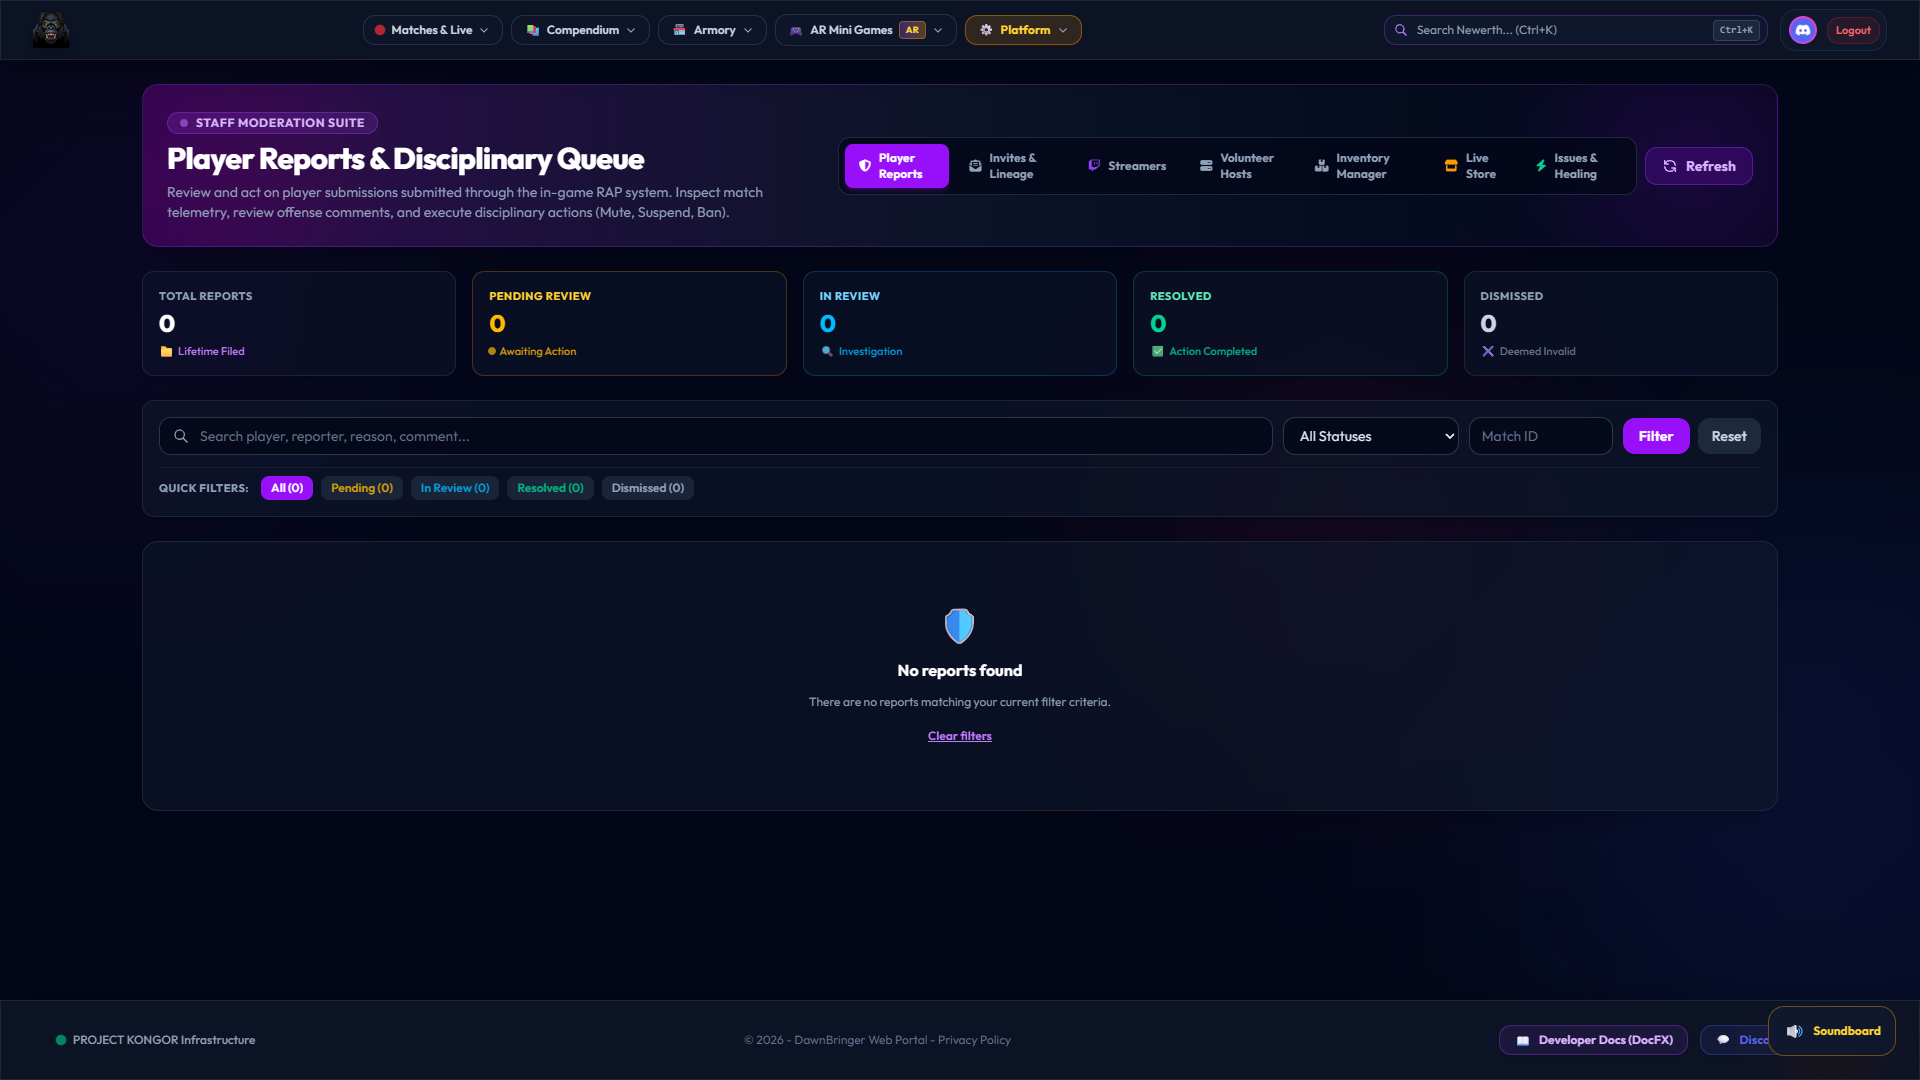 Matches & Live
Compendium
Armory
AR Mini Games AR
Platform
Search Newerth... (Ctrl+K) Ctrl+K
Logout
STAFF MODERATION SUITE
Player Reports & Disciplinary Queue
Review and act on player submissions submitted through the in-game RAP system. Inspect match
telemetry, review offense comments, and execute disciplinary actions (Mute, Suspend, Ban).
Player
Reports
Invites &
Lineage
Streamers
Volunteer
Hosts
Inventory
Manager
Live
Store
Issues &
Healing
Refresh
TOTAL REPORTS
0
Lifetime Filed
PENDING REVIEW
0
Awaiting Action
IN REVIEW
0
Investigation
RESOLVED
0
Action Completed
DISMISSED
0
Deemed Invalid
Search player, reporter, reason, comment...
All Statuses
Match ID
Filter
Reset
QUICK FILTERS: All (0) Pending (0) In Review (0) Resolved (0) Dismissed (0)
No reports found
There are no reports matching your current filter criteria.
Clear filters
PROJECT KONGOR Infrastructure
© 2026 - DawnBringer Web Portal - Privacy Policy
Developer Docs (DocFX)
Disco
Soundboard